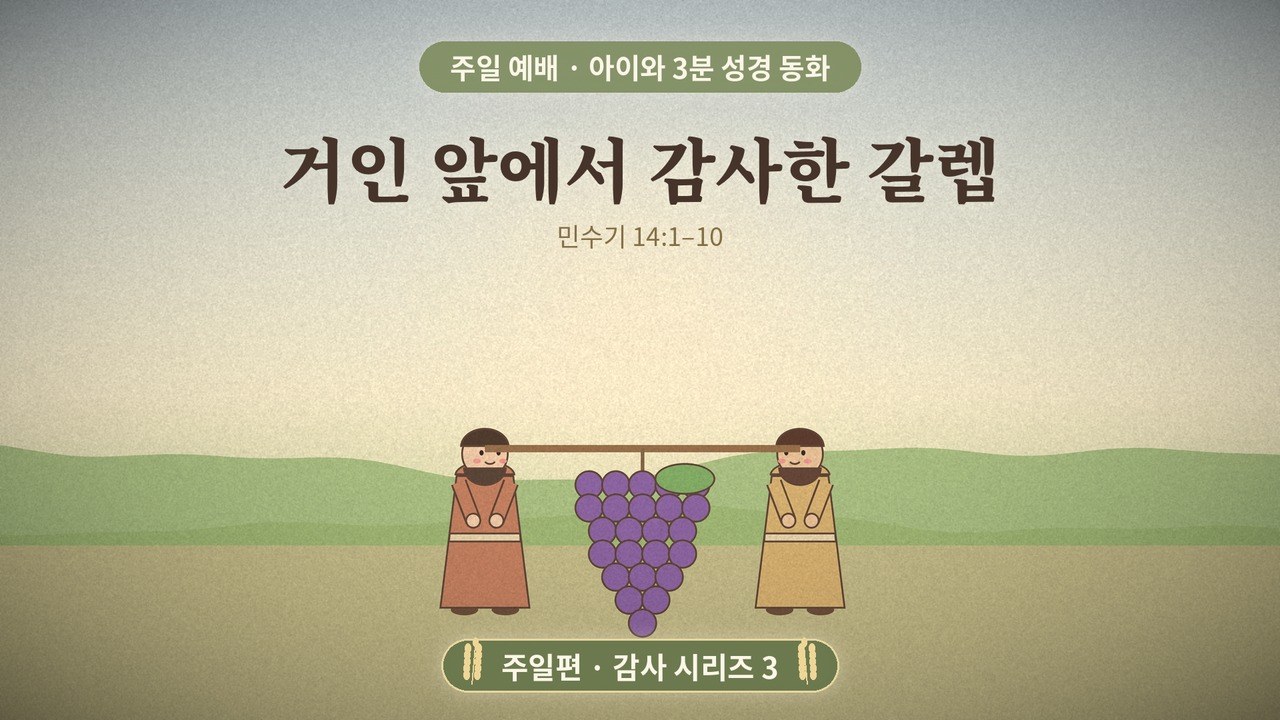 주일 예배 · 아이와 3분 성경 동화
거인 앞에서 감사한 갈렙
민수기 14:1–10
주일편 · 감사 시리즈 3